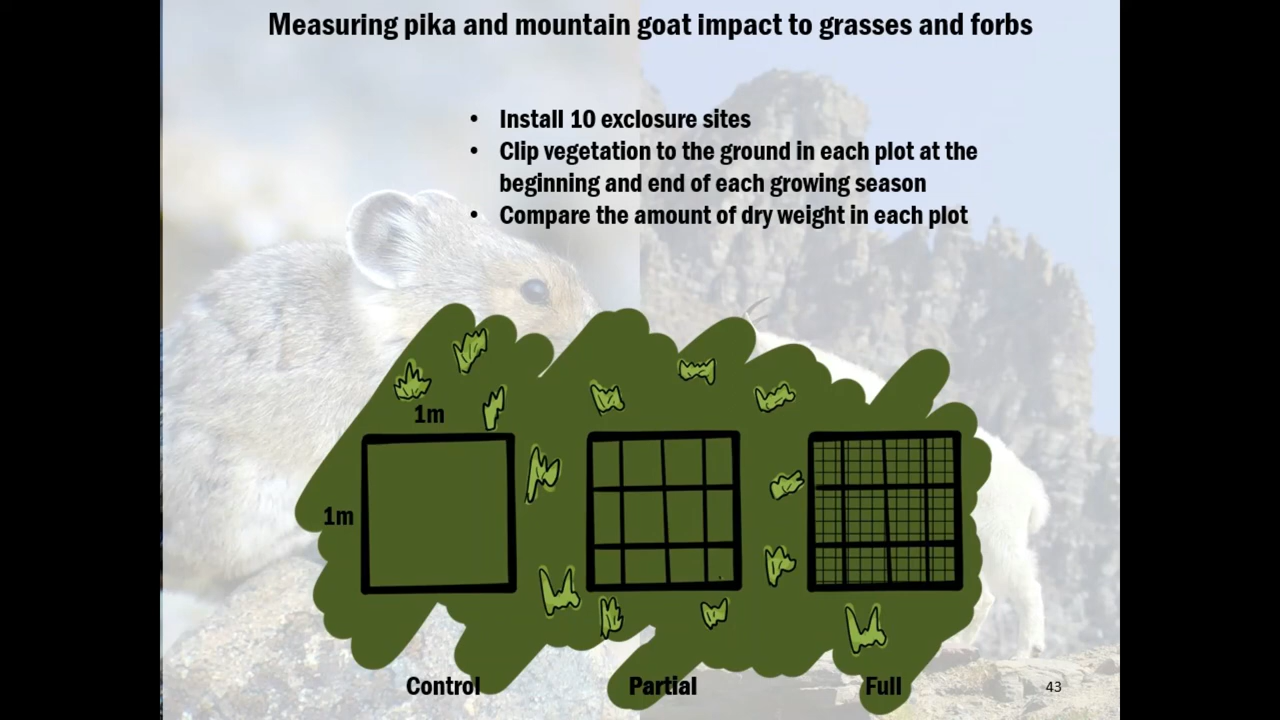 Measuring pika and mountain goat impact to grasses and forbs
• Install 10 exclosure sites
• Clip vegetation to the ground in each plot at the
beginning and end of each growing season
• Compare the amount of dry weight in each plot
1m
1m
Control Partial Full
43